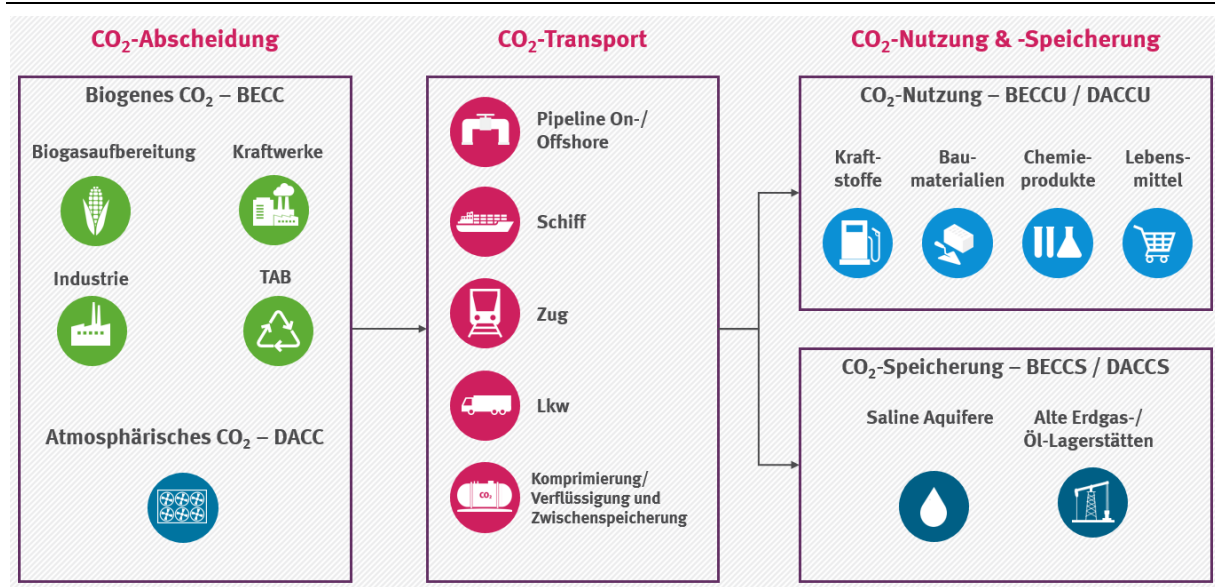 CO₂-Abscheidung
Biogenes CO₂ – BECC
Biogasaufbereitung
Kraftwerke
Industrie
TAB
Atmosphärisches CO₂ – DACC
CO₂-Transport
Pipeline On-/
Offshore
Schiff
Zug
Lkw
CO₂
Komprimierung/
Verflüssigung und
Zwischenspeicherung
CO₂-Nutzung & -Speicherung
CO₂-Nutzung – BECCU / DACCU
Kraft-
stoffe
Bau-
materialien
Chemie-
produkte
Lebens-
mittel
CO₂-Speicherung – BECCS / DACCS
Saline Aquifere
Alte Erdgas-/
Öl-Lagerstätten